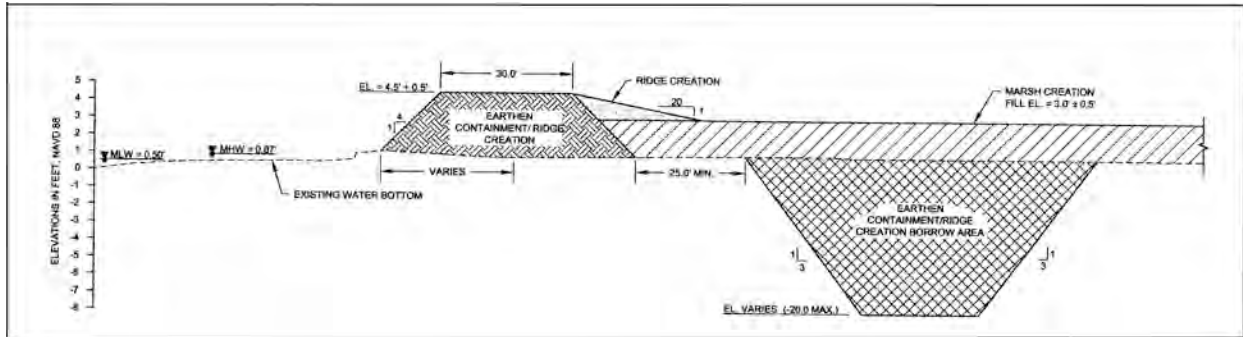 ELEVATIONS IN FEET, NAVD 88
5
4
3
2
1
0
-1
-2
-3
-4
-5
-6
-7
-8
MLW = 0.50'
MHW = 0.87'
EXISTING WATER BOTTOM
EL. = 4.5' ± 0.5'
30.0'
4
1
EARTHEN
CONTAINMENT/ RIDGE
CREATION
VARIES
RIDGE CREATION
20
1
25.0' MIN.
MARSH CREATION
FILL EL. = 3.0' ± 0.5'
EARTHEN
CONTAINMENT/RIDGE
CREATION BORROW AREA
1
3
1
3
EL. VARIES (-20.0 MAX.)